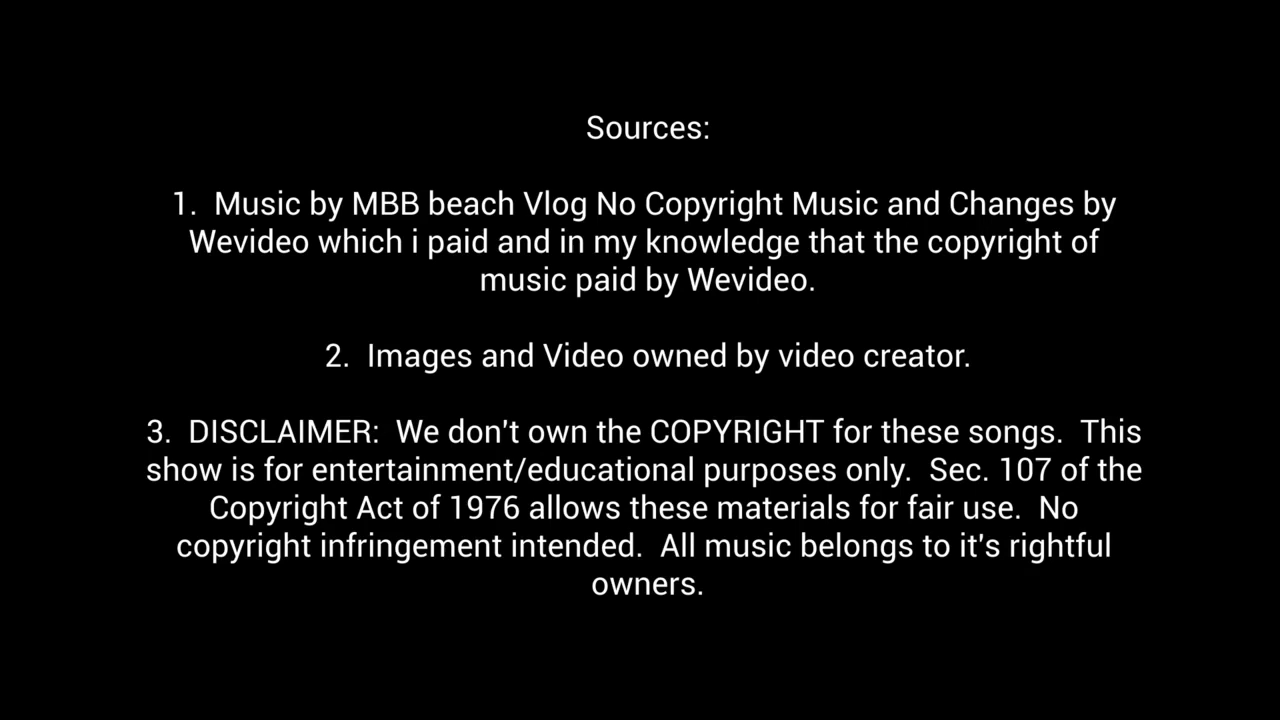 Sources:
1.  Music by MBB beach Vlog No Copyright Music and Changes by
Wevideo which i paid and in my knowledge that the copyright of
music paid by Wevideo.
2.  Images and Video owned by video creator.
3.  DISCLAIMER:  We don't own the COPYRIGHT for these songs.  This
show is for entertainment/educational purposes only.  Sec. 107 of the
Copyright Act of 1976 allows these materials for fair use.  No
copyright infringement intended.  All music belongs to it's rightful
owners.